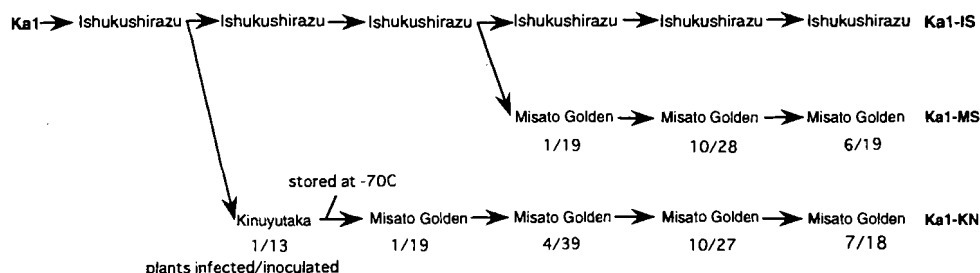 Ka1 Ishukushirazu Ishukushirazu Ishukushirazu Ishukushirazu Ishukushirazu Ishukushirazu Ka1-IS
Misato Golden Misato Golden Misato Golden Ka1-MS
1/19 10/28 6/19
stored at -70C
Kinuyutaka Misato Golden Misato Golden Misato Golden Misato Golden Ka1-KN
1/13 1/19 4/39 10/27 7/18
plants infected/inoculated